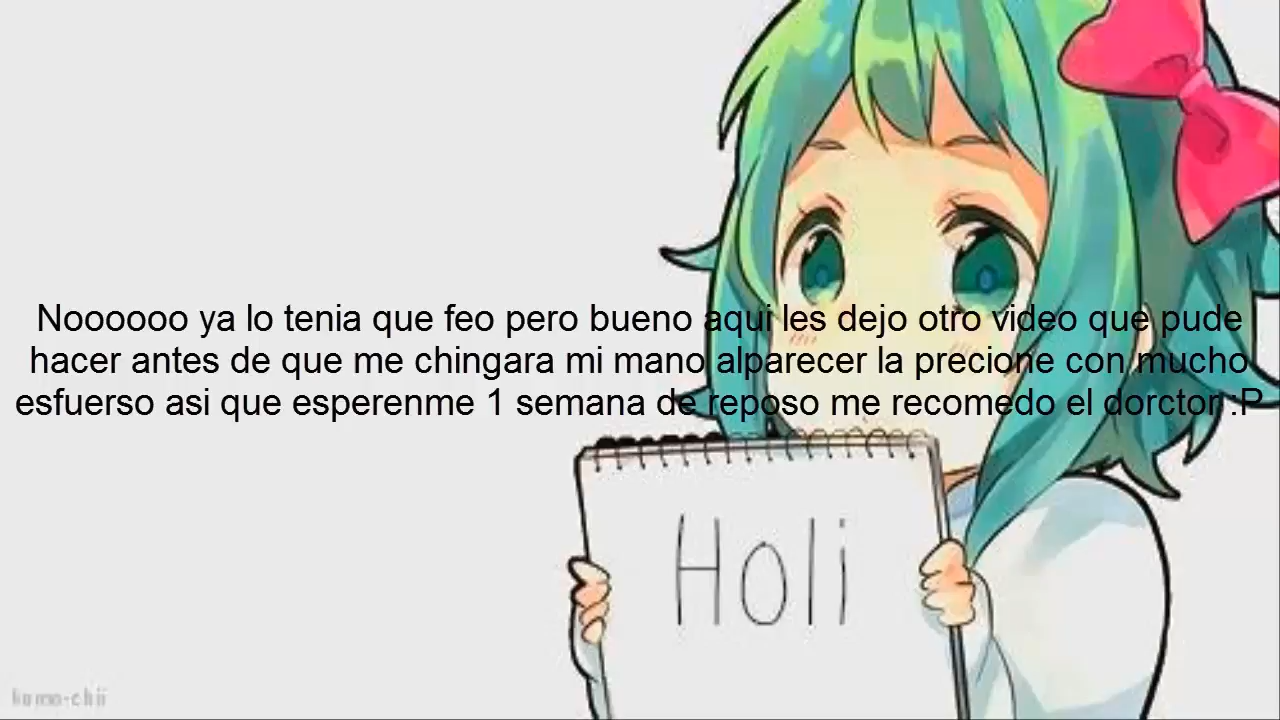 Noooooo ya lo tenia que feo pero bueno aqui les dejo otro video que pude
hacer antes de que me chingara mi mano alparecer la precione con mucho
esfuerso asi que esperenme 1 semana de reposo me recomedo el dorctor :P
Holi